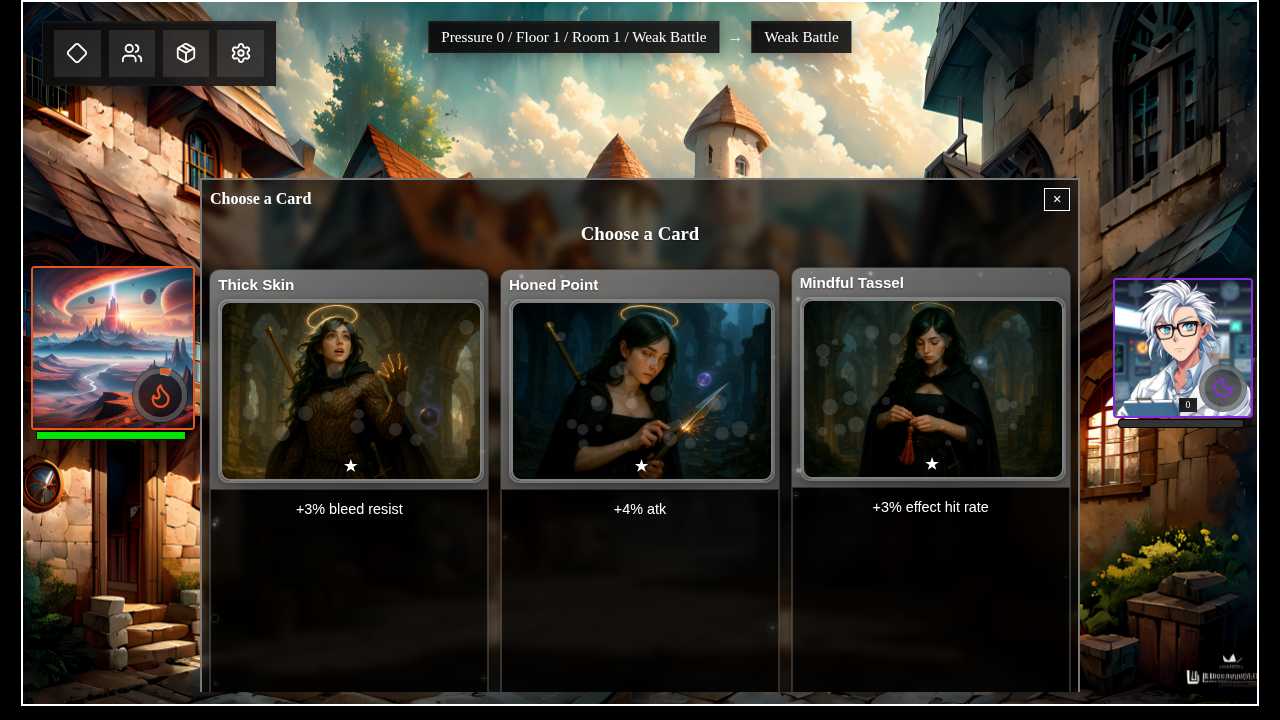 Pressure 0 / Floor 1 / Room 1 / Weak Battle → Weak Battle
Choose a Card
×
Choose a Card
Thick Skin
Honed Point
Mindful Tassel
+3% bleed resist
+4% atk
+3% effect hit rate
0